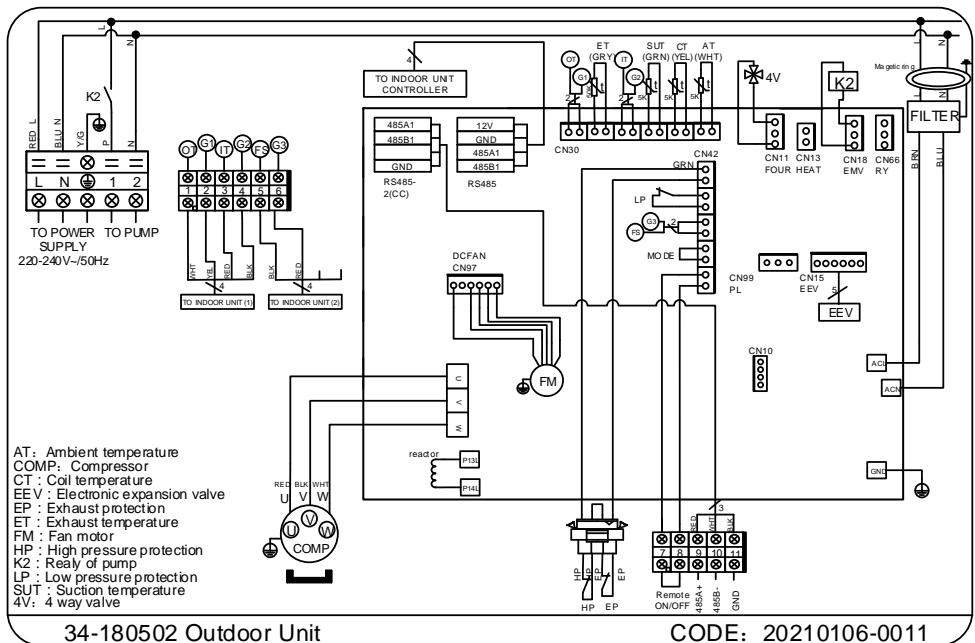 L
N
L
N
K2
RED L
BLU N
Y/G
P
N
L N 1 2
TO POWER
SUPPLY
220-240V~/50Hz
TO PUMP
OT G1 IT G2 FS G3
1 2 3 4 5 6
WHT
YEL
RED
BLK
BLK
RED
4
4
TO INDOOR UNIT (1)
TO INDOOR UNIT (2)
4
TO INDOOR UNIT
CONTROLLER
485A1
485B1
GND
RS485-
2(CC)
12V
GND
485A1
485B1
RS485
OT
G1
2
ET
(GRY)
5K
t
IT
G2
2
SUT
(GRN)
5K
t
CT
(YEL)
5K
t
AT
(WHT)
5K
t
CN30
4V
K2
Magetic ring
L
N
FILTER
BRN
BLU
CN11
FOUR
CN13
HEAT
CN18
EMV
CN66
RY
GRN
CN42
LP
G3
FS
2
MODE
DCFAN
CN97
FM
CN99
PL
CN15
EEV
5
EEV
CN10
ACL
ACN
GND
U
V
W
reactor
P13L
P14L
RED BLK WHT
U V W
U
V
W
COMP
HP
HP
EP
EP
HP EP
3
RED
WHT
BLK
7 8 9 10 11
Remote
ON/OFF
485A+
485B-
GND
AT: Ambient temperature
COMP: Compressor
CT : Coil temperature
EEV : Electronic expansion valve
EP : Exhaust protection
ET : Exhaust temperature
FM : Fan motor
HP : High pressure protection
K2 : Realy of pump
LP : Low pressure protection
SUT : Suction temperature
4V: 4 way valve
34-180502 Outdoor Unit
CODE: 20210106-0011